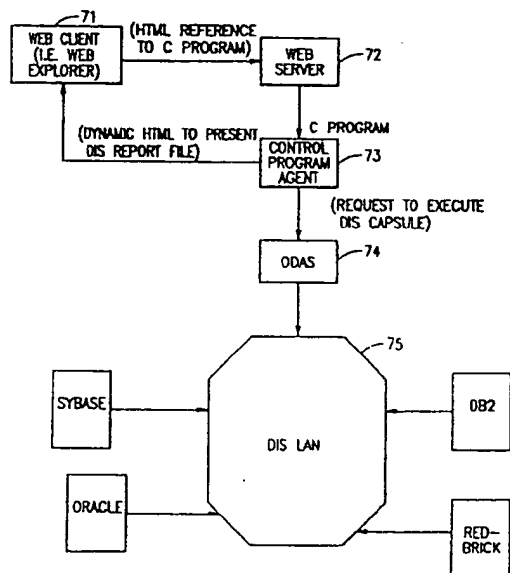 71
WEB CLIENT
(I.E. WEB
EXPLORER)
(HTML REFERENCE
TO C PROGRAM)
WEB
SERVER
72
(DYNAMIC HTML TO PRESENT
DIS REPORT FILE)
C PROGRAM
CONTROL
PROGRAM
AGENT
73
(REQUEST TO EXECUTE
DIS CAPSULE)
ODAS
74
75
SYBASE
DB2
DIS LAN
ORACLE
RED-
BRICK